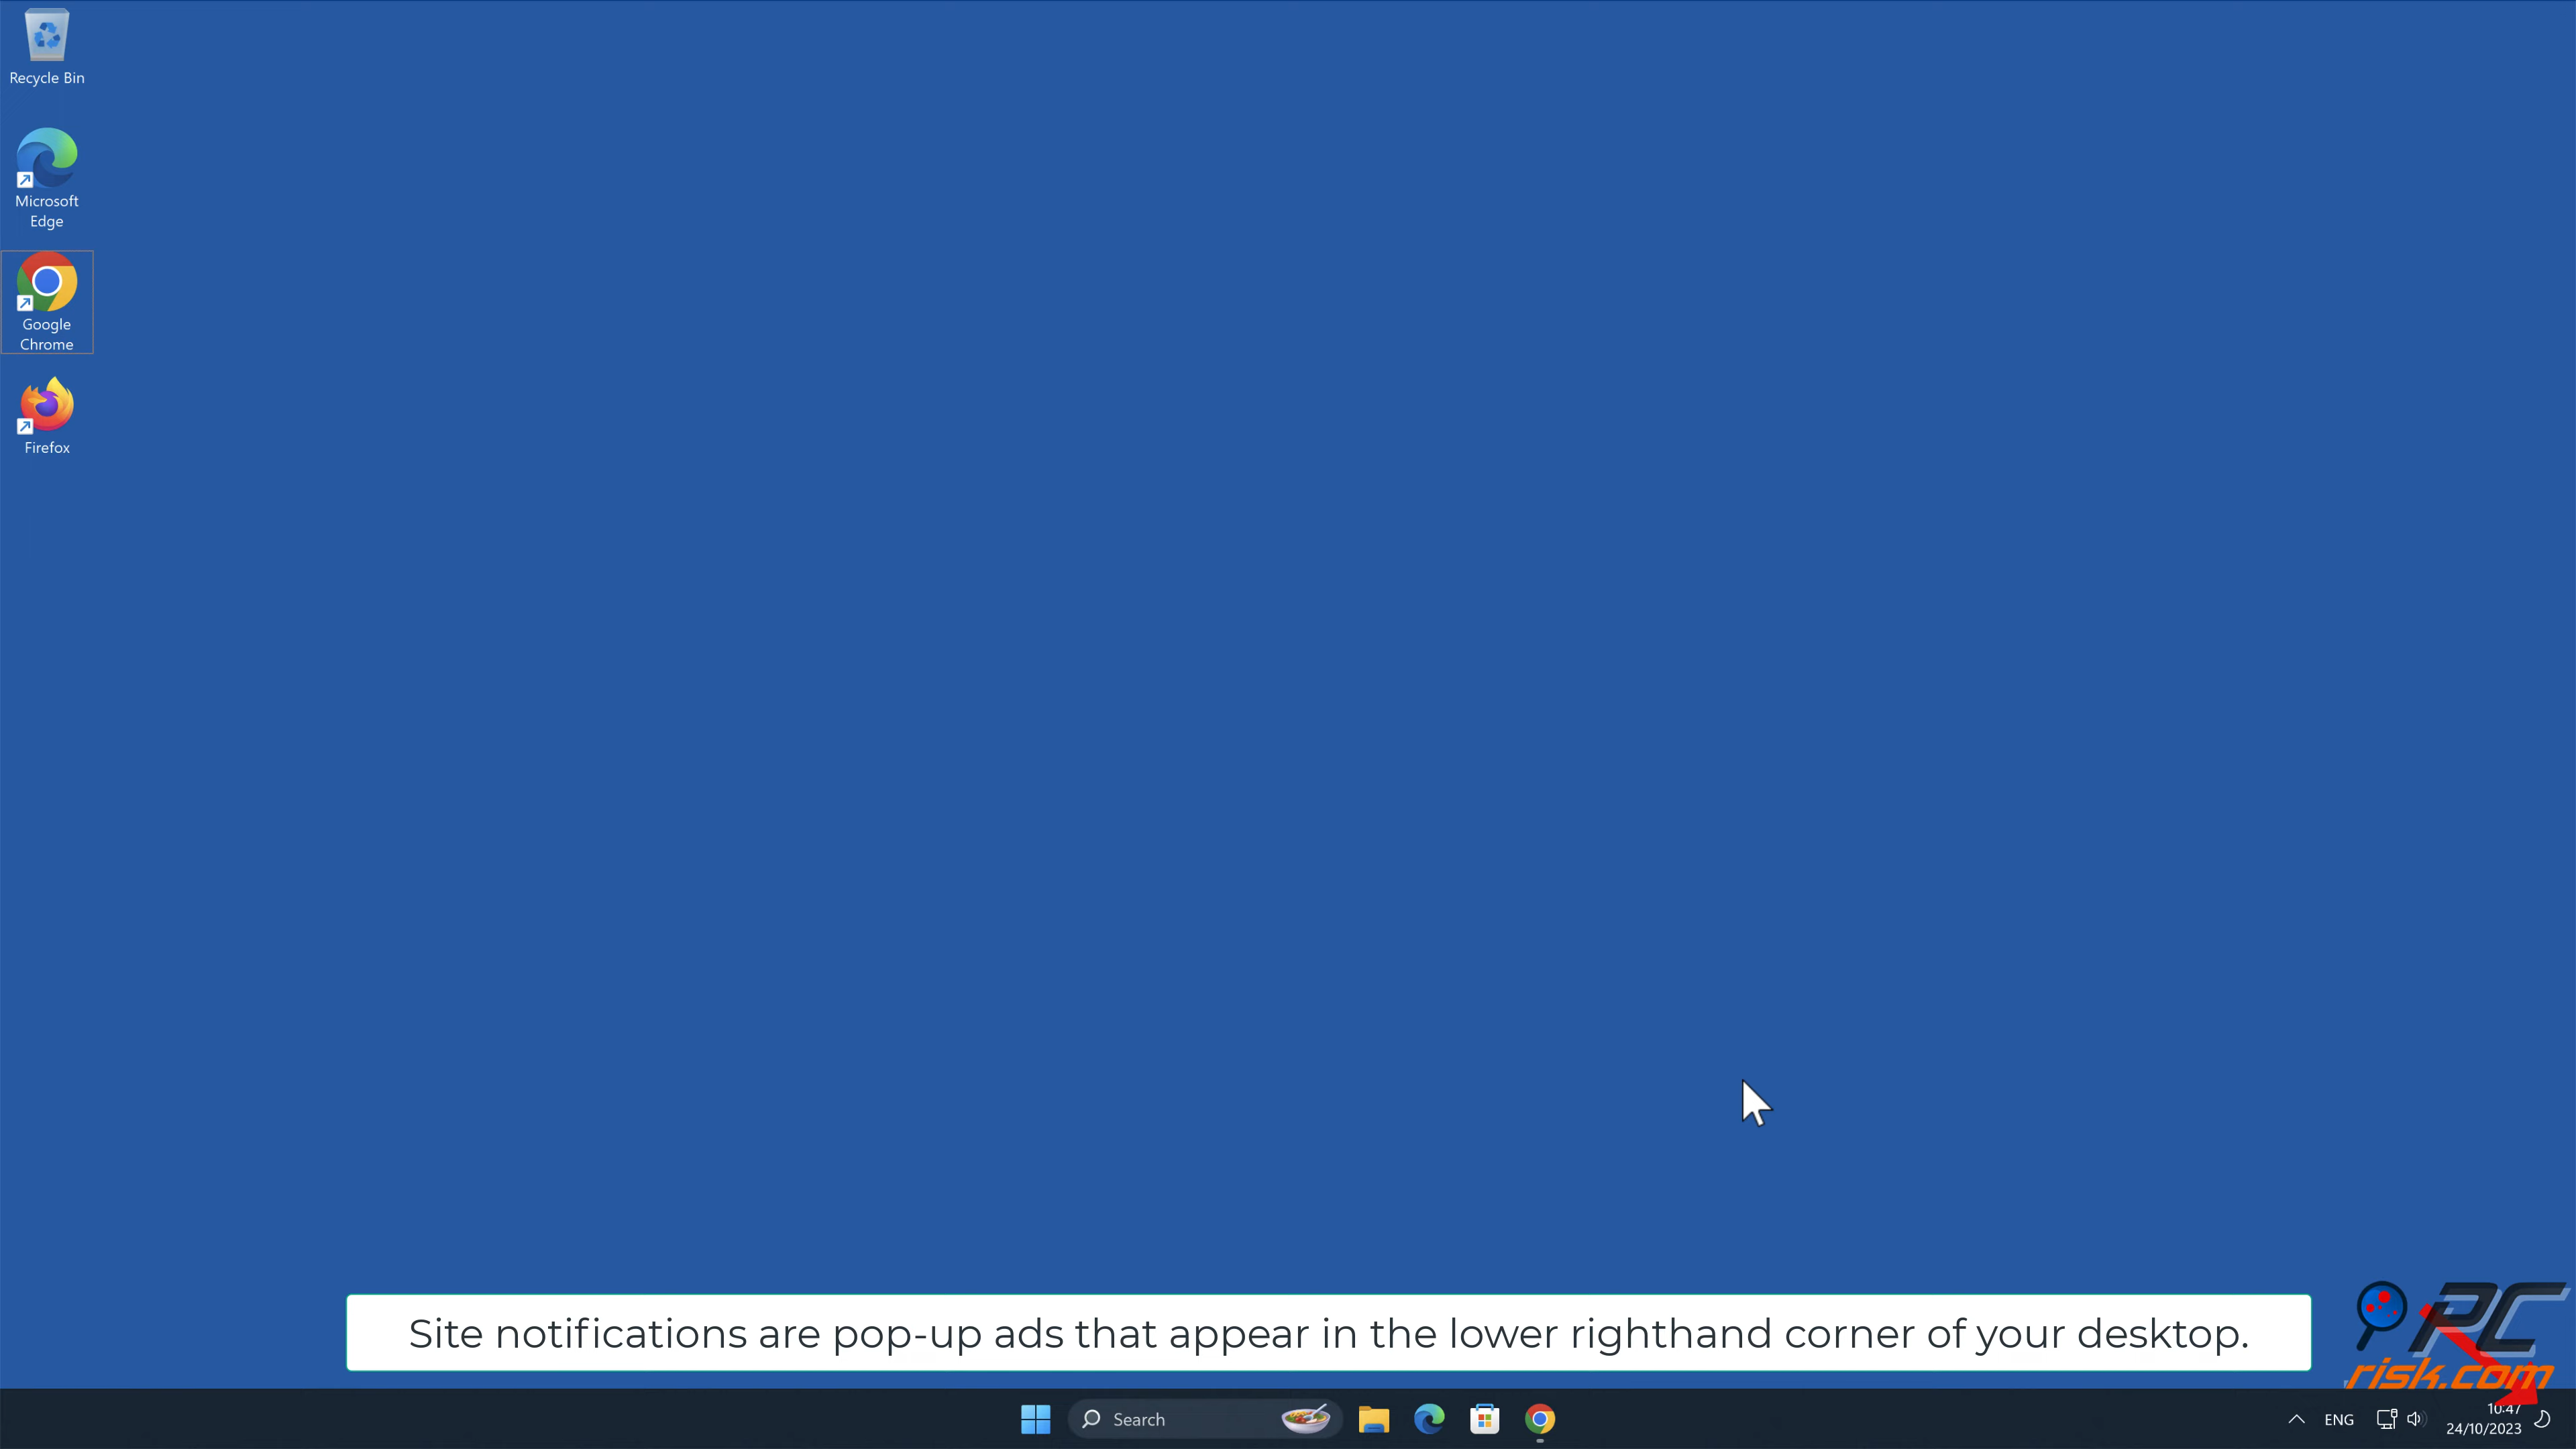 Recycle Bin
Microsoft
Edge
Google
Chrome
Firefox
Site notifications are pop-up ads that appear in the lower righthand corner of your desktop.
PC
risk.com
Search
ENG
10:47
24/10/2023